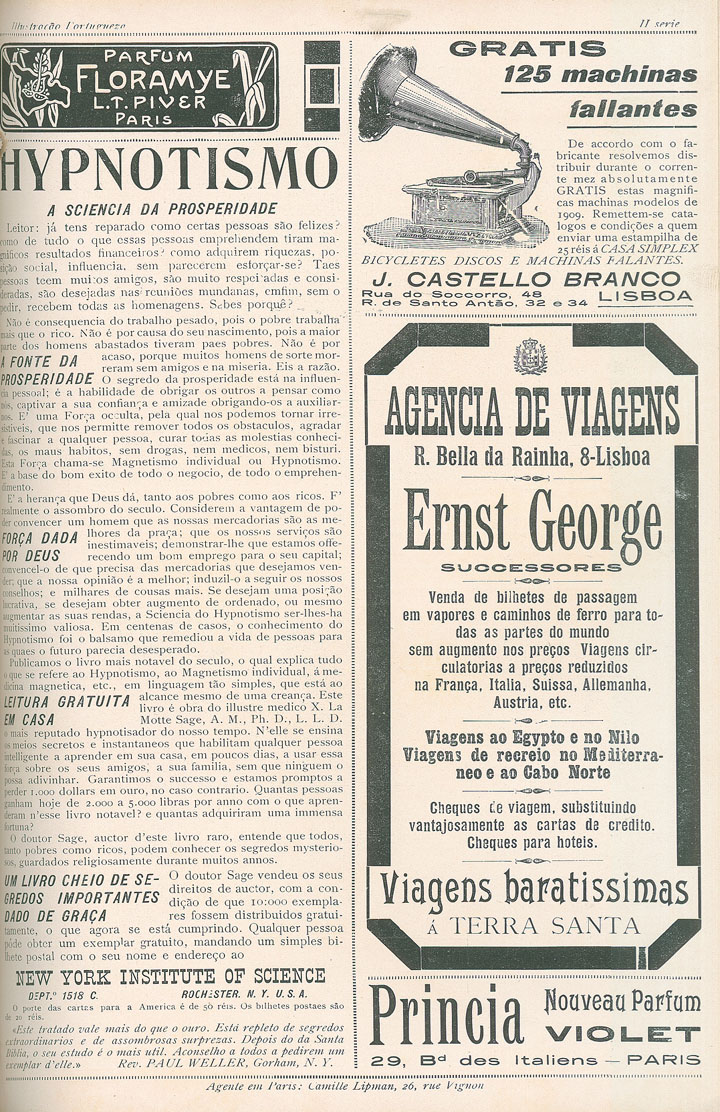 Illustração Portugueza
II serie
PARFUM
FLORAMYE
L.T. PIVER
PARIS
HYPNOTISMO
A SCIENCIA DA PROSPERIDADE
Leitor: já tens reparado como certas pessoas são felizes?
como de tudo o que essas pessoas emprehendem tiram ma-
gnificos resultados financeiros? como adquirem riquezas, po-
sição social, influencia, sem parecerem esforçar-se? Taes
pessoas teem muitos amigos, são muito respeitadas e consi-
deradas, são desejadas nas reuniões mundanas, emfim, sem o
pedir, recebem todas as homenagens. Sabes porquê?
Não é consequencia do trabalho pesado, pois o pobre trabalha
mais que o rico. Não é por causa do seu nascimento, pois a maior
parte dos homens abastados tiveram paes pobres. Não é por
A FONTE DA
PROSPERIDADE
acaso, porque muitos homens de sorte mor-
reram sem amigos e na miseria. Eis a razão.
O segredo da prosperidade está na influen-
cia pessoal; é a habilidade de obrigar os outros a pensar como
nós, captivar a sua confiança e amizade obrigando-os a auxiliar-
nos. E' uma Força occulta, pela qual nos podemos tornar irre-
sistiveis, que nos permitte remover todos os obstaculos, agradar
e fascinar a qualquer pessoa, curar todas as molestias conheci-
das, os maus habitos, sem drogas, nem medicos, nem bisturi.
Esta Força chama-se Magnetismo individual ou Hypnotismo.
E' a base do bom exito de todo o negocio, de todo o emprehen-
dimento.
E' a herança que Deus dá, tanto aos pobres como aos ricos. E'
realmente o assombro do seculo. Considerem a vantagem de po-
der convencer um homem que as nossas mercadorias são as me-
FORÇA DADA
POR DEUS
lhores da praça; que os nossos serviços são
inestimaveis; demonstrar-lhe que estamos offe-
recendo um bom emprego para o seu capital;
convencel-o de que precisa das mercadorias que desejamos ven-
der; que a nossa opinião é a melhor; induzil-o a seguir os nossos
conselhos; e milhares de cousas mais. Se desejam uma posição
lucrativa, se desejam obter augmento de ordenado, ou mesmo
augmentar as suas rendas, a Sciencia do Hypnotismo ser-lhes-ha
muitissimo valiosa. Em centenas de casos, o conhecimento do
Hypnotismo foi o balsamo que remediou a vida de pessoas para
as quaes o futuro parecia desesperado.
Publicamos o livro mais notavel do seculo, o qual explica tudo
o que se refere ao Hypnotismo, ao Magnetismo individual, á me-
dicina magnetica, etc., em linguagem tão simples, que está ao
LEITURA GRATUITA
EM CASA
alcance mesmo de uma creança. Este
livro é obra do illustre medico X. La
Motte Sage, A. M., Ph. D., L. L. D.
o mais reputado hypnotisador do nosso tempo. N'elle se ensina
os meios secretos e instantaneos que habilitam qualquer pessoa
intelligente a aprender em sua casa, em poucos dias, a usar essa
força sobre os seus amigos, a sua familia, sem que ninguem o
possa adivinhar. Garantimos o successo e estamos promptos a
perder 1.000 dollars em ouro, no caso contrario. Quantas pessoas
ganham hoje de 2.000 a 5.000 libras por anno com o que apren-
deram n'esse livro notavel? e quantas adquiriram uma immensa
fortuna?
O doutor Sage, auctor d'este livro raro, entende que todos,
tanto pobres como ricos, podem conhecer os segredos mysterio-
sos, guardados religiosamente durante muitos annos.
UM LIVRO CHEIO DE SE-
GREDOS IMPORTANTES
DADO DE GRAÇA
O doutor Sage vendeu os seus
direitos de auctor, com a con-
dição de que 10:000 exempla-
res fossem distribuidos gratui-
tamente, o que agora se está cumprindo. Qualquer pessoa
póde obter um exemplar gratuito, mandando um simples bi-
lhete postal com o seu nome e endereço ao
NEW YORK INSTITUTE OF SCIENCE
DEPT.º 1518 C. ROCHESTER. N. Y. U. S. A.
O porte das cartas para a America é de 50 réis. Os bilhetes postaes são
de 20 réis.
«Este tratado vale mais do que o ouro. Está repleto de segredos
extraordinarios e de assombrosas surprezas. Depois da da Santa
Biblia, o seu estudo é o mais util. Aconselho a todos a pedirem um
exemplar d'elle.» Rev. PAUL WELLER, Gorham, N. Y.
GRATIS
125 machinas
fallantes
De accordo com o fa-
bricante resolvemos dis-
tribuir durante o corren-
te mez absolutamente
GRATIS estas magnifi-
cas machinas modelos de
1909. Remettem-se cata-
logos e condições a quem
enviar uma estampilha de
25 réis à CASA SIMPLEX
BICYCLETES DISCOS E MACHINAS FALANTES.
J. CASTELLO BRANCO
Rua do Soccorro, 48
R. de Santo Antão, 32 e 34
LISBOA
AGENCIA DE VIAGENS
R. Bella da Rainha, 8-Lisboa
Ernst George
SUCCESSORES
Venda de bilhetes de passagem
em vapores e caminhos de ferro para to-
das as partes do mundo
sem augmento nos preços Viagens cir-
culatorias a preços reduzidos
na França, Italia, Suissa, Allemanha,
Austria, etc.
Viagens ao Egypto e no Nilo
Viagens de recreio no Mediterra-
neo e ao Cabo Norte
Cheques de viagem, substituindo
vantajosamente as cartas de credito.
Cheques para hoteis.
Viagens baratissimas
á TERRA SANTA
Princia
Nouveau Parfum
VIOLET
29, Bd des Italiens — PARIS
Agente em Paris: Camille Lipman, 26, rue Vignon